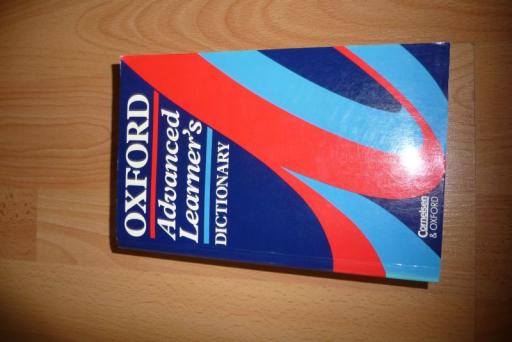 OXFORD
Advanced
Learner's
DICTIONARY
Cornelsen
& OXFORD